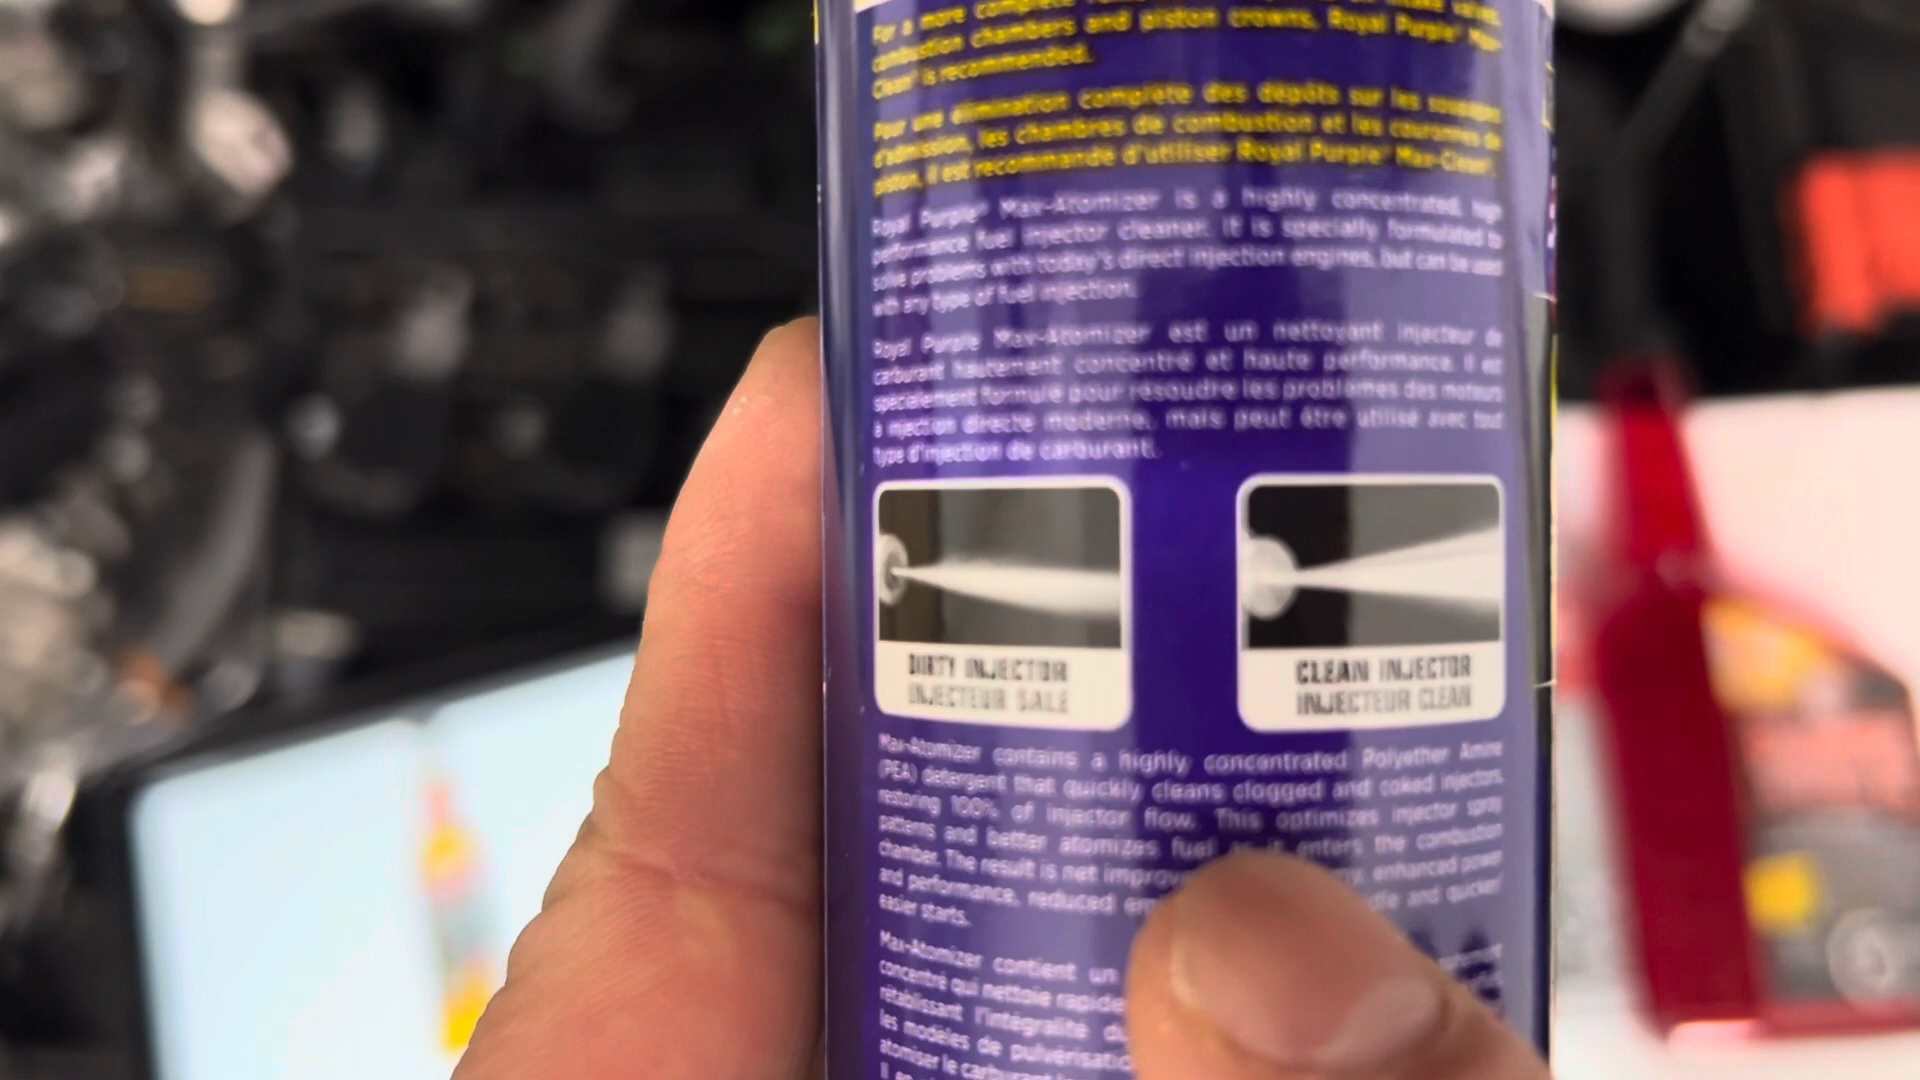 For a more complete
combustion chambers and piston crowns, Royal Purple® Max-
Clean® is recommended.
Pour une élimination complète des dépôts sur les soupapes
d'admission, les chambres de combustion et les couronnes de
piston, il est recommandé d'utiliser Royal Purple® Max-Clean®.
Royal Purple® Max-Atomizer is a highly concentrated, high
performance fuel injector cleaner. It is specially formulated to
solve problems with today's direct injection engines, but can be used
with any type of fuel injection.
Royal Purple Max-Atomizer est un nettoyant injecteur de
carburant hautement concentré et haute performance. Il est
spécialement formulé pour résoudre les problèmes des moteurs
à injection directe moderne, mais peut être utilisé avec tout
type d'injection de carburant.
DIRTY INJECTOR
INJECTEUR SALE
CLEAN INJECTOR
INJECTEUR CLEAN
Max-Atomizer contains a highly concentrated Polyether Amine
(PEA) detergent that quickly cleans clogged and coked injectors,
restoring 100% of injector flow. This optimizes injector spray
patterns and better atomizes fuel as it enters the combustion
chamber. The result is net enhanced power
and performance, reduced and quicker/
easier starts.
Max-Atomizer contient un
concentré qui nettoie
rétablissant l'intégralité
les modèles de
atomiser le carburant